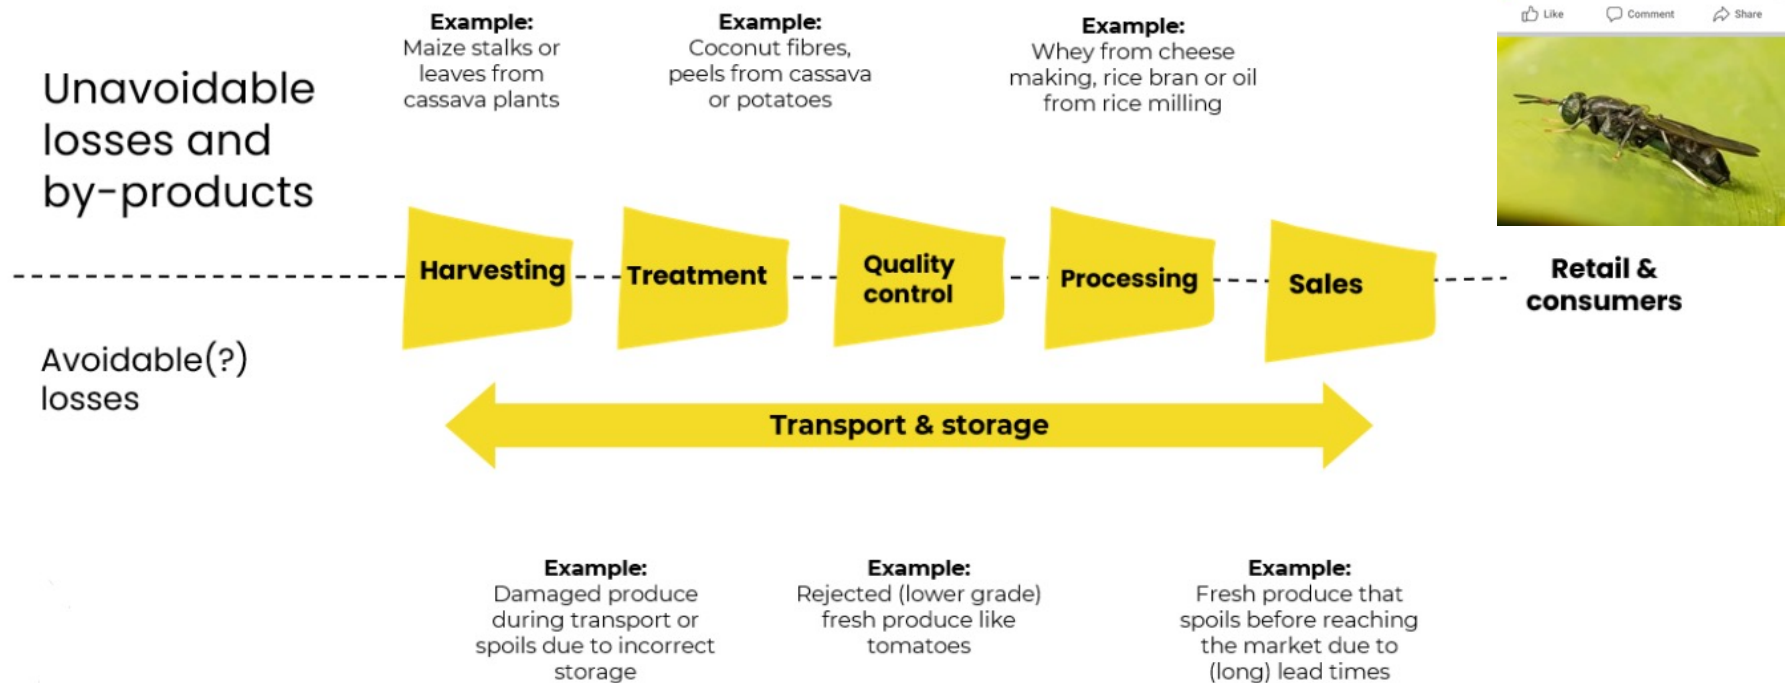 Example:
Maize stalks or
leaves from
cassava plants
Example:
Coconut fibres,
peels from cassava
or potatoes
Example:
Whey from cheese
making, rice bran or oil
from rice milling
Like
Comment
Share
Unavoidable
losses and
by-products
Harvesting
Treatment
Quality
control
Processing
Sales
Retail &
consumers
Avoidable(?)
losses
Transport & storage
Example:
Damaged produce
during transport or
spoils due to incorrect
storage
Example:
Rejected (lower grade)
fresh produce like
tomatoes
Example:
Fresh produce that
spoils before reaching
the market due to
(long) lead times